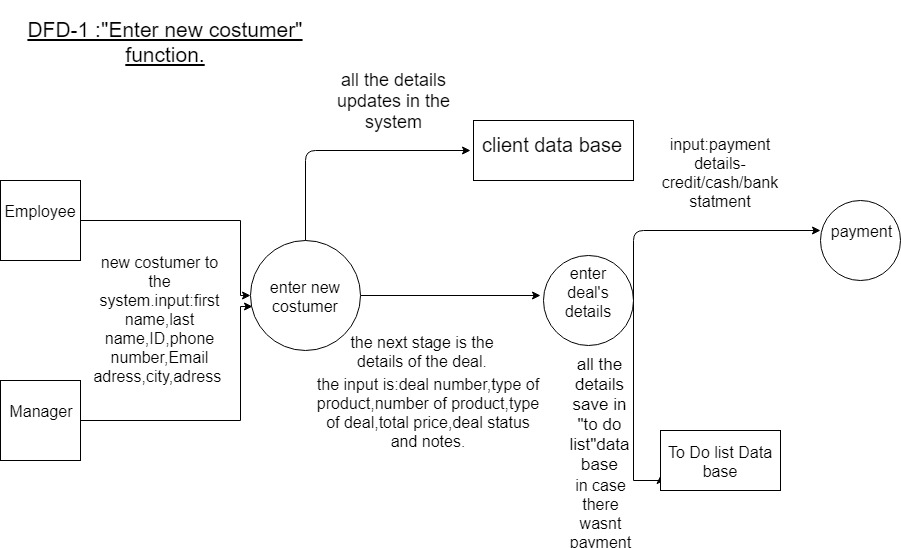 DFD-1 :"Enter new costumer"
function.
all the details
updates in the
system
client data base
input:payment
details-
credit/cash/bank
statment
payment
Employee
new costumer to
the
system.input:first
name,last
name,ID,phone
number,Email
adress,city,adress
Manager
enter new
costumer
the next stage is the
details of the deal.
the input is:deal number,type of
product,number of product,type
of deal,total price,deal status
and notes.
enter
deal's
details
all the
details
save in
"to do
list"data
base
in case
there
wasnt
payment
To Do list Data
base